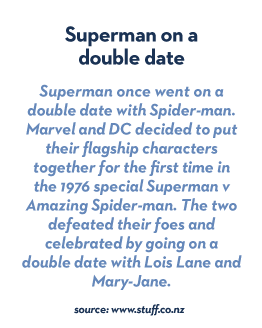 Superman on a
double date
Superman once went on a
double date with Spider-man.
Marvel and DC decided to put
their flagship characters
together for the first time in
the 1976 special Superman v
Amazing Spider-man. The two
defeated their foes and
celebrated by going on a
double date with Lois Lane and
Mary-Jane.
source: www.stuff.co.nz